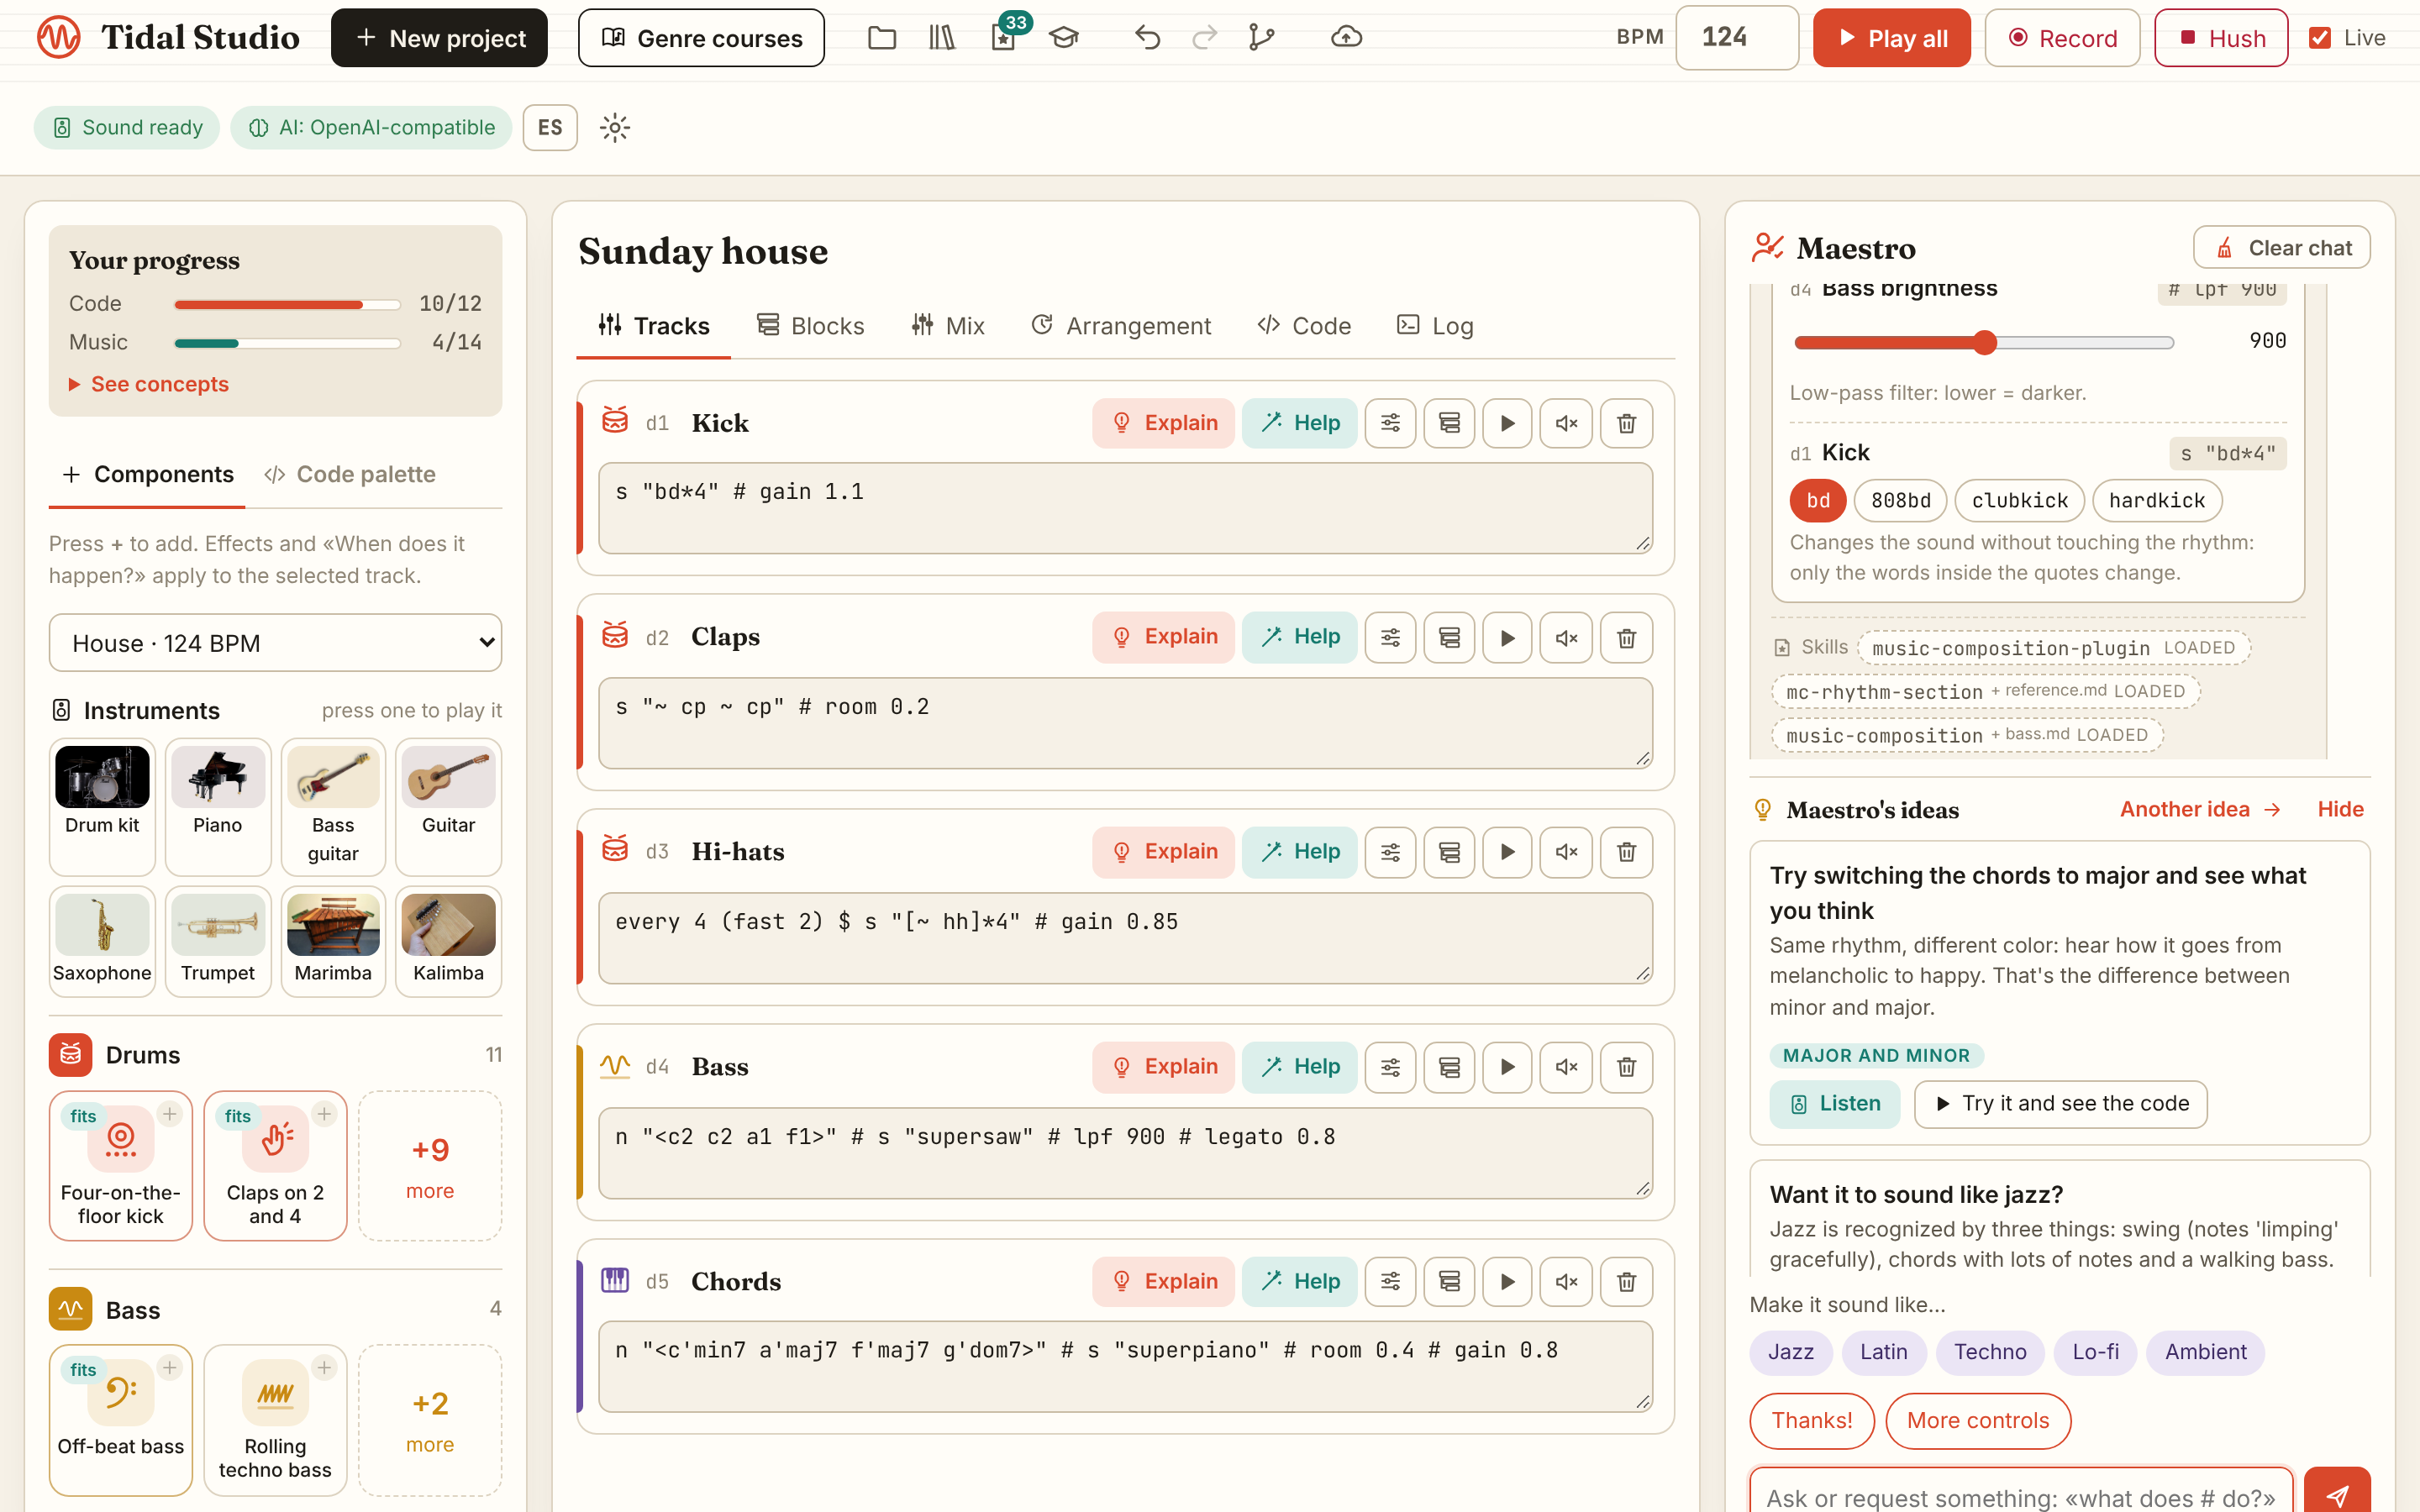 Tidal Studio
New project
Genre courses
33
BPM
124
Play all
Record
Hush
Live
Sound ready
AI: OpenAI-compatible
ES
Your progress
Code
10/12
Music
4/14
See concepts
Components
Code palette
Press + to add. Effects and «When does it
happen?» apply to the selected track.
House · 124 BPM
Instruments
press one to play it
Drum kit
Piano
Bass
guitar
Guitar
Saxophone
Trumpet
Marimba
Kalimba
Drums
11
fits
Four-on-the-
floor kick
fits
Claps on 2
and 4
+9
more
Bass
4
fits
Off-beat bass
Rolling
techno bass
+2
more
Sunday house
Tracks
Blocks
Mix
Arrangement
Code
Log
d1 Kick
Explain
Help
s "bd*4" # gain 1.1
d2 Claps
Explain
Help
s "~ cp ~ cp" # room 0.2
d3 Hi-hats
Explain
Help
every 4 (fast 2) $ s "[~ hh]*4" # gain 0.85
d4 Bass
Explain
Help
n "<c2 c2 a1 f1>" # s "supersaw" # lpf 900 # legato 0.8
d5 Chords
Explain
Help
n "<c'min7 a'maj7 f'maj7 g'dom7>" # s "superpiano" # room 0.4 # gain 0.8
Maestro
Clear chat
d4 Bass brightness
# lpf 900
900
Low-pass filter: lower = darker.
d1 Kick
s "bd*4"
bd
808bd
clubkick
hardkick
Changes the sound without touching the rhythm:
only the words inside the quotes change.
Skills
music-composition-plugin LOADED
mc-rhythm-section + reference.md LOADED
music-composition + bass.md LOADED
Maestro's ideas
Another idea →
Hide
Try switching the chords to major and see what
you think
Same rhythm, different color: hear how it goes from
melancholic to happy. That's the difference between
minor and major.
MAJOR AND MINOR
Listen
Try it and see the code
Want it to sound like jazz?
Jazz is recognized by three things: swing (notes 'limping'
gracefully), chords with lots of notes and a walking bass.
Make it sound like...
Jazz
Latin
Techno
Lo-fi
Ambient
Thanks!
More controls
Ask or request something: «what does # do?»